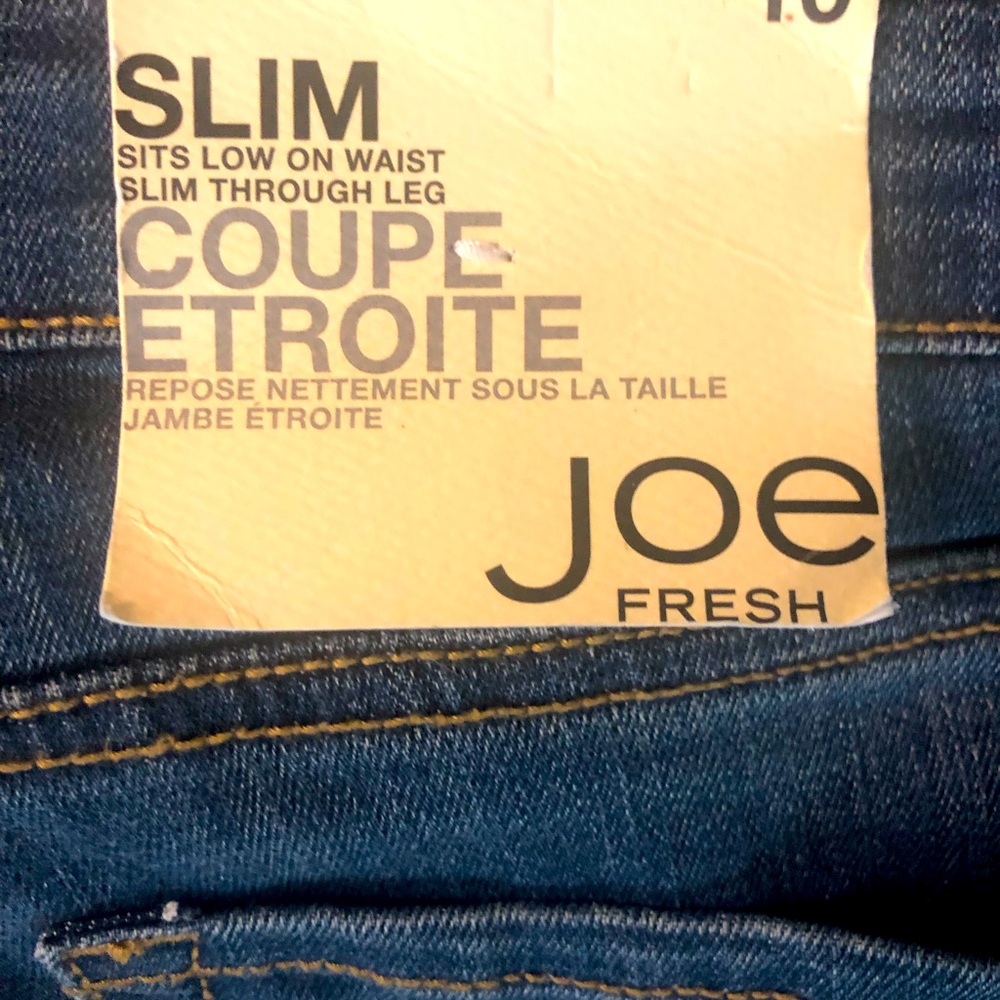 SLIM
SITS LOW ON WAIST
SLIM THROUGH LEG
COUPE
ETROITE
REPOSE NETTEMENT SOUS LA TAILLE
JAMBE ÉTROITE
Joe
FRESH